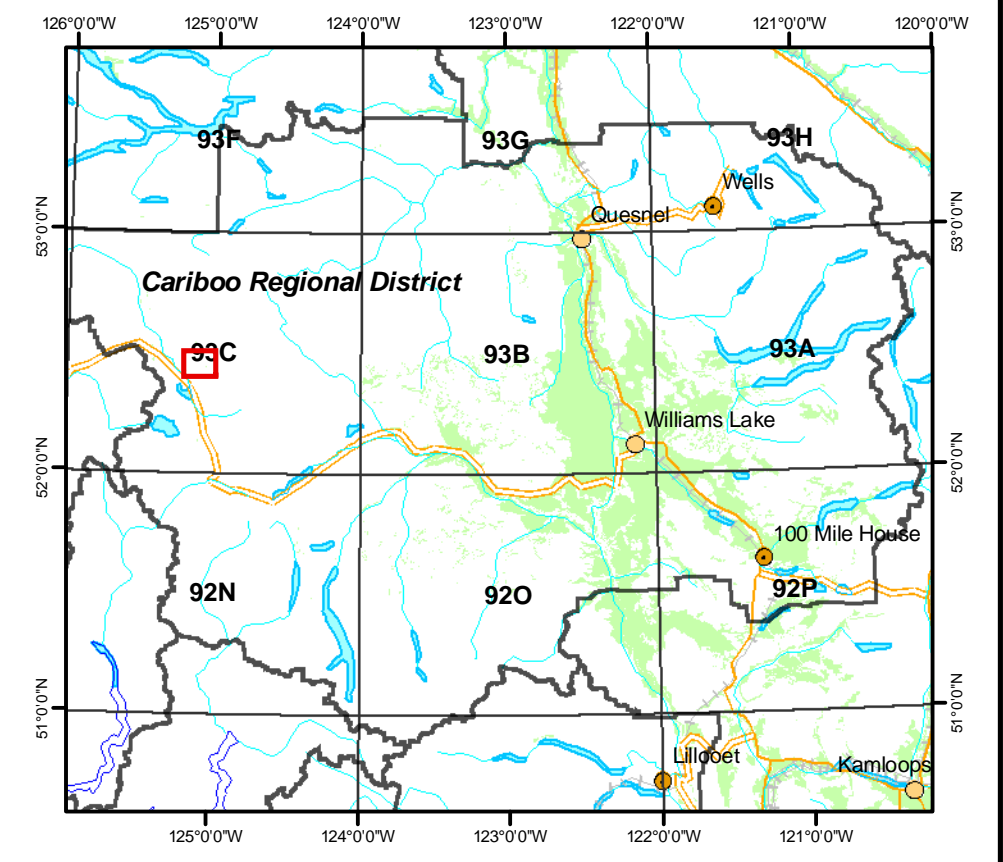 126°0'0"W 125°0'0"W 124°0'0"W 123°0'0"W 122°0'0"W 121°0'0"W 120°0'0"W
93F 93G 93H
Wells
Quesnel
53°0'0"N 53°0'0"N
Cariboo Regional District
93C 93B 93A
Williams Lake
52°0'0"N 52°0'0"N
100 Mile House
92N 92O 92P
51°0'0"N 51°0'0"N
Lillooet
Kamloops
125°0'0"W 124°0'0"W 123°0'0"W 122°0'0"W 121°0'0"W